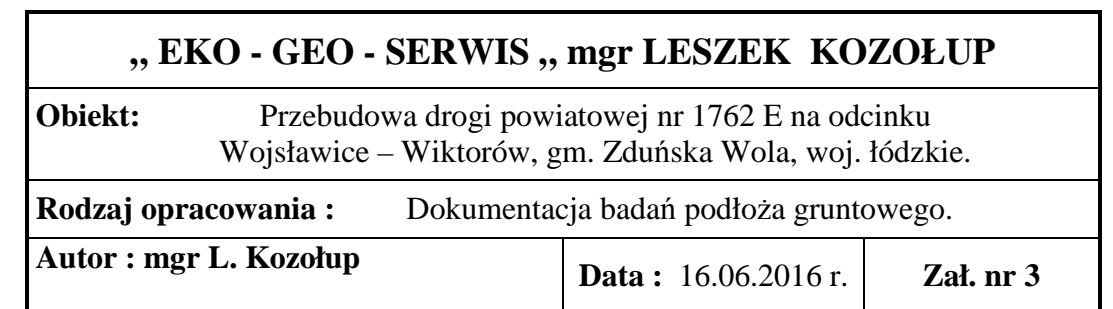 „ EKO - GEO - SERWIS „ mgr LESZEK KOZOŁUP
Obiekt: Przebudowa drogi powiatowej nr 1762 E na odcinku
Wojsławice – Wiktorów, gm. Zduńska Wola, woj. łódzkie.
Rodzaj opracowania : Dokumentacja badań podłoża gruntowego.
Autor : mgr L. Kozołup
Data : 16.06.2016 r. Zał. nr 3